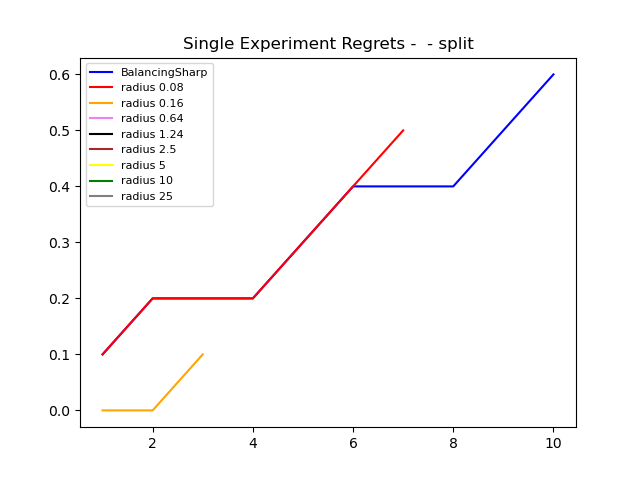 Single Experiment Regrets -  - split
0.6
0.5
0.4
0.3
0.2
0.1
0.0
BalancingSharp
radius 0.08
radius 0.16
radius 0.64
radius 1.24
radius 2.5
radius 5
radius 10
radius 25
2 4 6 8 10